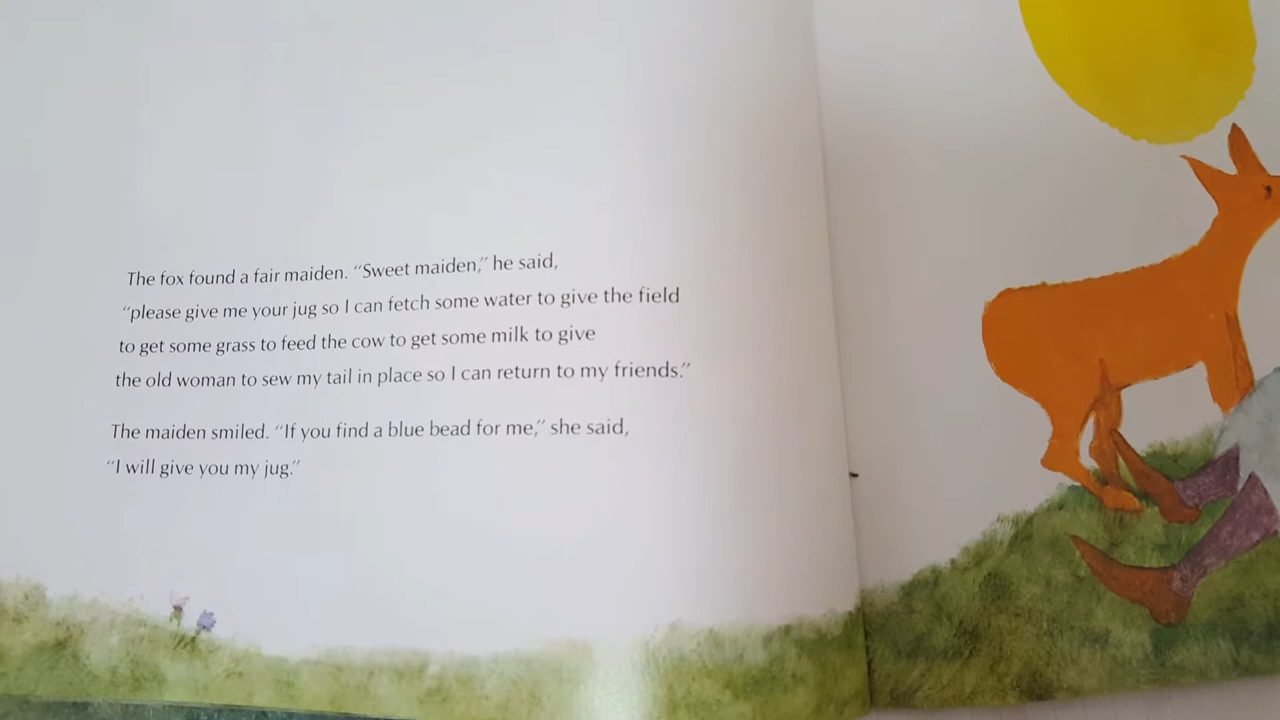 The fox found a fair maiden. “Sweet maiden,” he said,
“please give me your jug so I can fetch some water to give the field
to get some grass to feed the cow to get some milk to give
the old woman to sew my tail in place so I can return to my friends.”
The maiden smiled. “If you find a blue bead for me,” she said,
“I will give you my jug.”